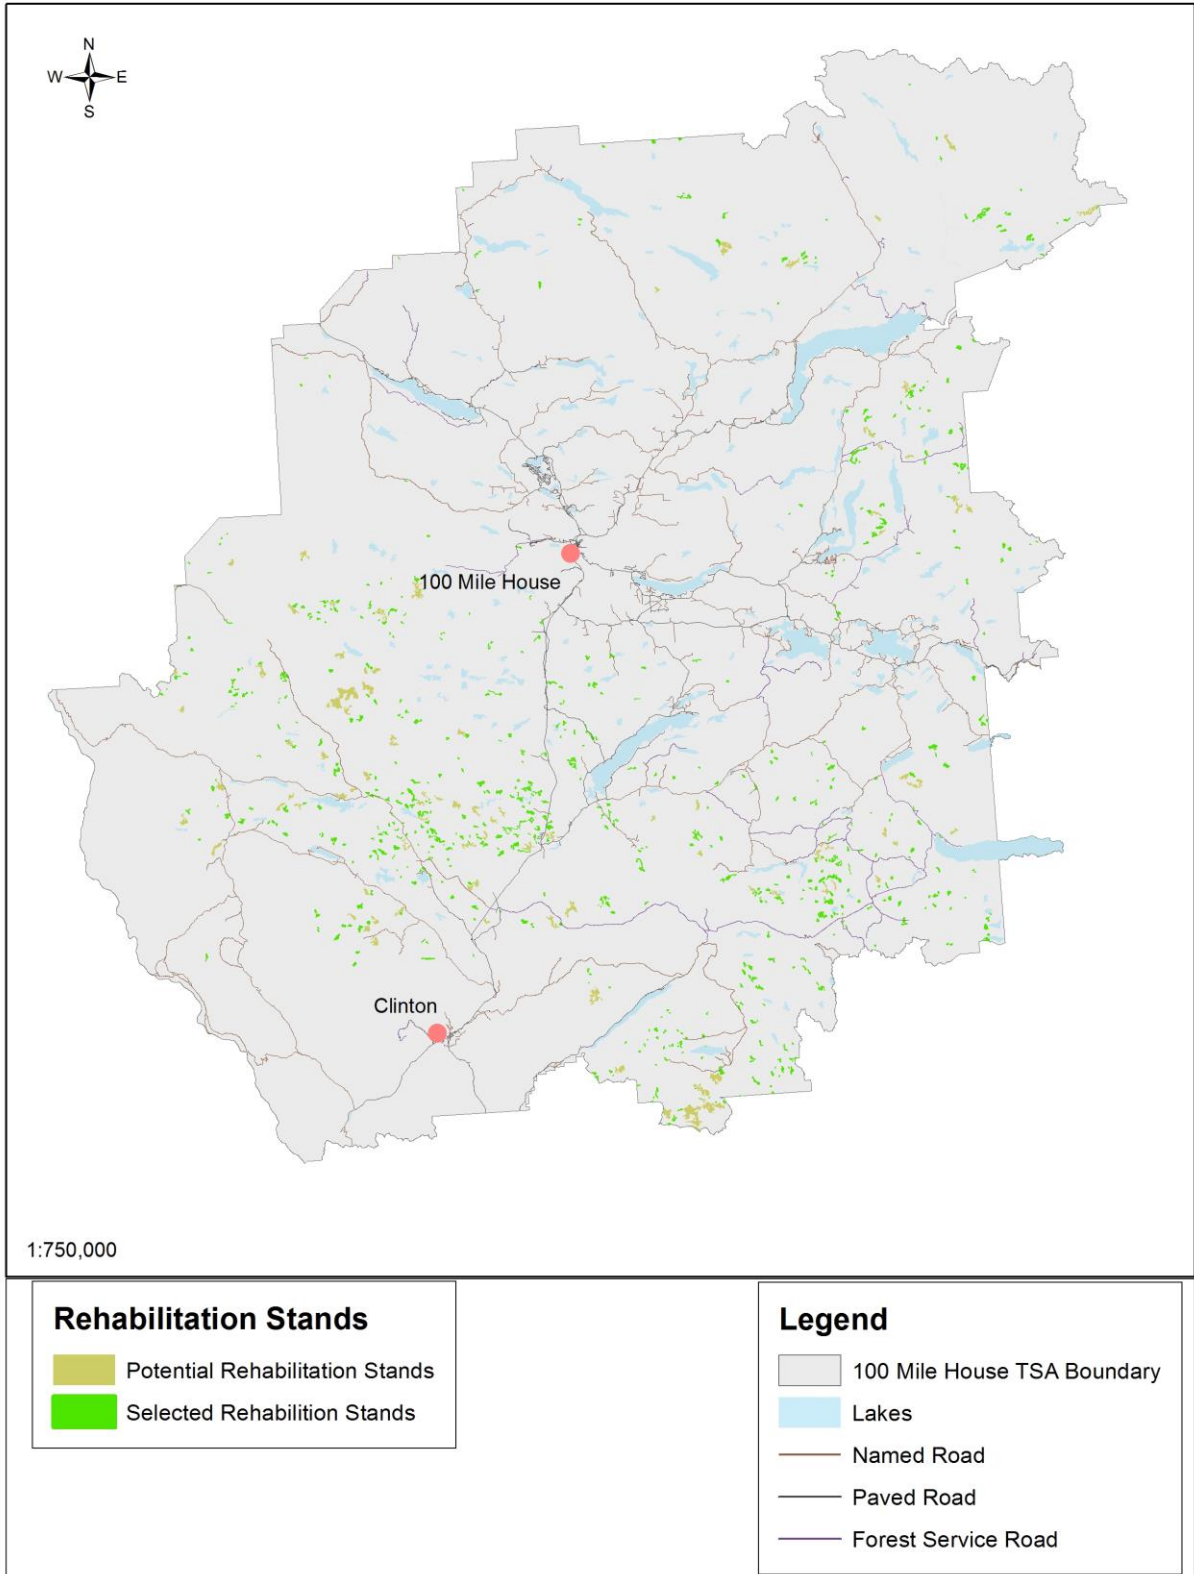 N
W E
S
100 Mile House
Clinton
1:750,000
Rehabilitation Stands
Potential Rehabilitation Stands
Selected Rehabilition Stands
Legend
100 Mile House TSA Boundary
Lakes
Named Road
Paved Road
Forest Service Road